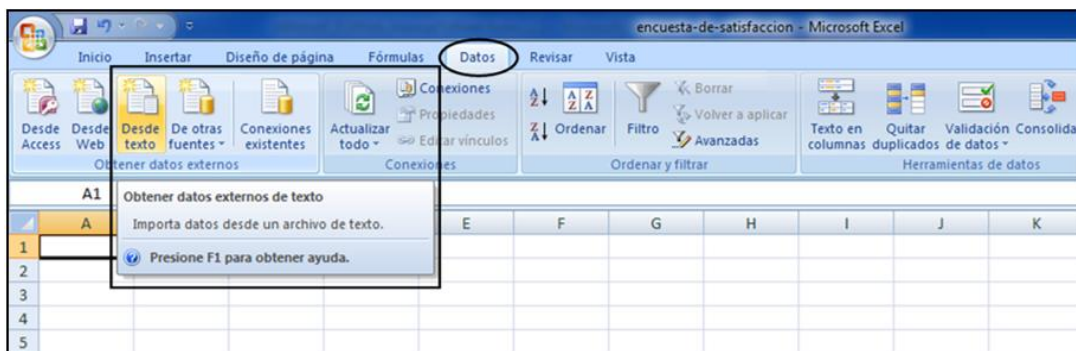 encuesta-de-satisfaccion - Microsoft Excel
Inicio Insertar Diseño de página Fórmulas Datos Revisar Vista
Desde Access
Desde Web
Desde texto
De otras fuentes
Conexiones existentes
Obtener datos externos
Actualizar todo
Conexiones
Propiedades
Editar vínculos
Conexiones
Ordenar
Filtro
Borrar
Volver a aplicar
Avanzadas
Ordenar y filtrar
Texto en columnas
Quitar duplicados
Validación de datos
Consolida
Herramientas de datos
A1
Obtener datos externos de texto
Importa datos desde un archivo de texto.
Presione F1 para obtener ayuda.
A E F G H I J K
1
2
3
4
5